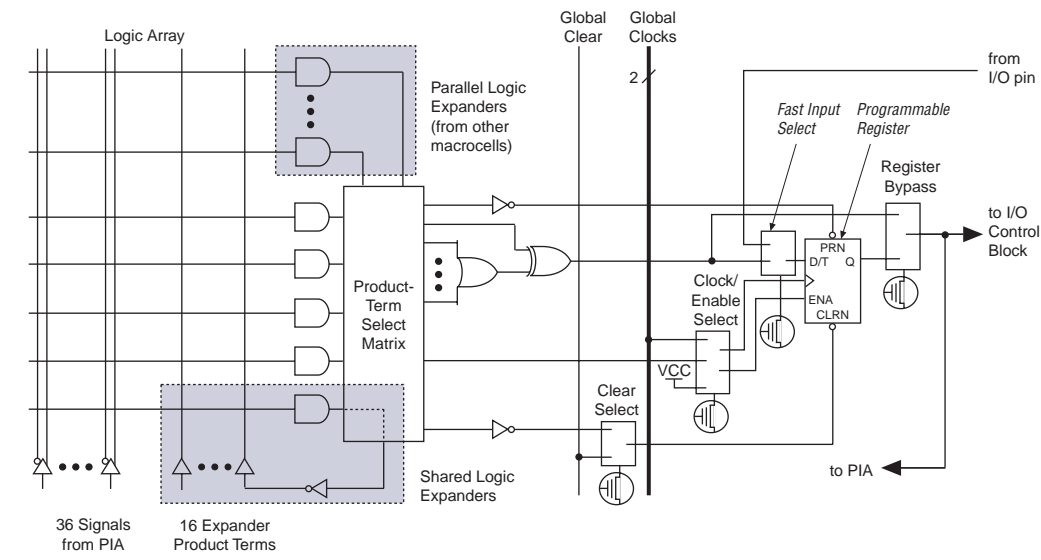 Logic Array
Global
Clear
Global
Clocks
2
Parallel Logic
Expanders
(from other
macrocells)
from
I/O pin
Fast Input
Select
Programmable
Register
Register
Bypass
to I/O
Control
Block
PRN
D/T Q
ENA
CLRN
Clock/
Enable
Select
Product-
Term
Select
Matrix
VCC
Clear
Select
to PIA
Shared Logic
Expanders
36 Signals
from PIA
16 Expander
Product Terms